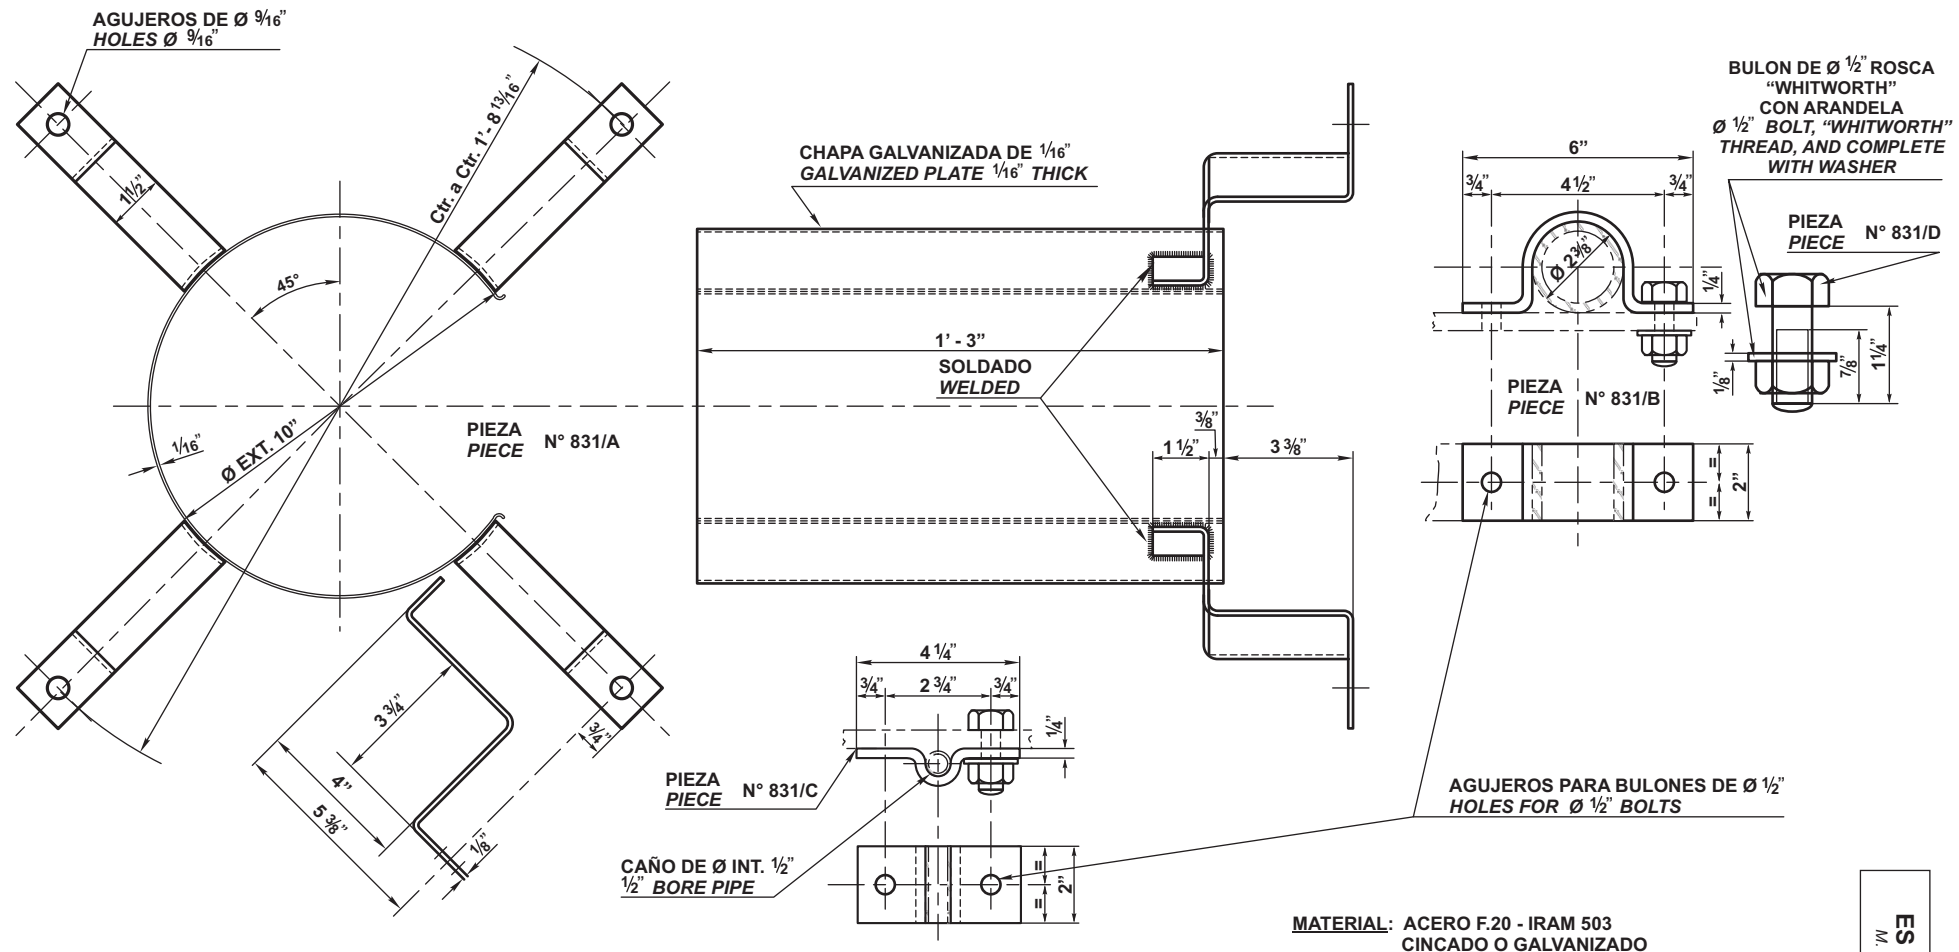 AGUJEROS DE Ø 9/16”
HOLES Ø 9/16”
1 1/2”
45°
Ctr. a Ctr. 1’- 8 13/16”
1/16”
Ø EXT. 10”
PIEZA
PIECE N° 831/A
3 3/4”
4”
5 3/8”
1/8”
3/4”
CHAPA GALVANIZADA DE 1/16”
GALVANIZED PLATE 1/16” THICK
1’ - 3”
SOLDADO
WELDED
3/8”
1 1/2”
3 3/8”
4 1/4”
3/4”
2 3/4”
3/4”
1/4”
PIEZA
PIECE N° 831/C
CAÑO DE Ø INT. 1/2”
1/2” BORE PIPE
=
=
2”
BULON DE Ø 1/2” ROSCA
“WHITWORTH”
CON ARANDELA
Ø 1/2” BOLT, “WHITWORTH”
THREAD, AND COMPLETE
WITH WASHER
6”
3/4”
4 1/2”
3/4”
Ø 2 3/8”
1/4”
PIEZA
PIECE N° 831/D
1/8”
7/8”
1 1/4”
PIEZA
PIECE N° 831/B
=
=
2”
AGUJEROS PARA BULONES DE Ø 1/2”
HOLES FOR Ø 1/2” BOLTS
MATERIAL: ACERO F.20 - IRAM 503
CINCADO O GALVANIZADO
ES
M.